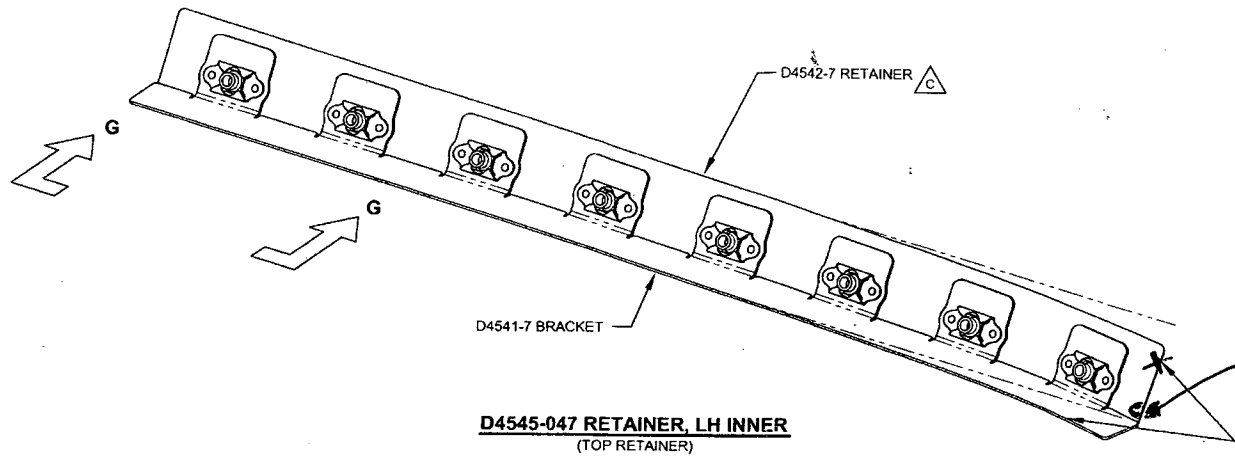 D4542-7 RETAINER C
G
G
D4541-7 BRACKET
D4545-047 RETAINER, LH INNER
(TOP RETAINER)